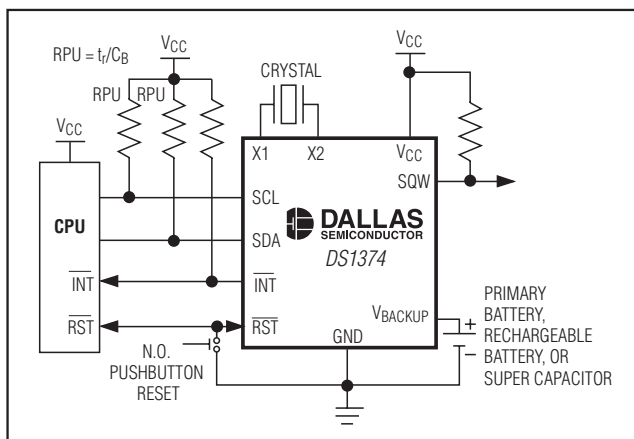 RPU = tr/CB
VCC
VCC
CRYSTAL
RPU
RPU
VCC
X1
X2
VCC
CPU
SCL
SQW
DALLAS
SEMICONDUCTOR
DS1374
SDA
INT
INT
RST
RST
VBACKUP
GND
N.O.
PUSHBUTTON
RESET
+
PRIMARY
BATTERY,
RECHARGEABLE
BATTERY, OR
–
SUPER CAPACITOR